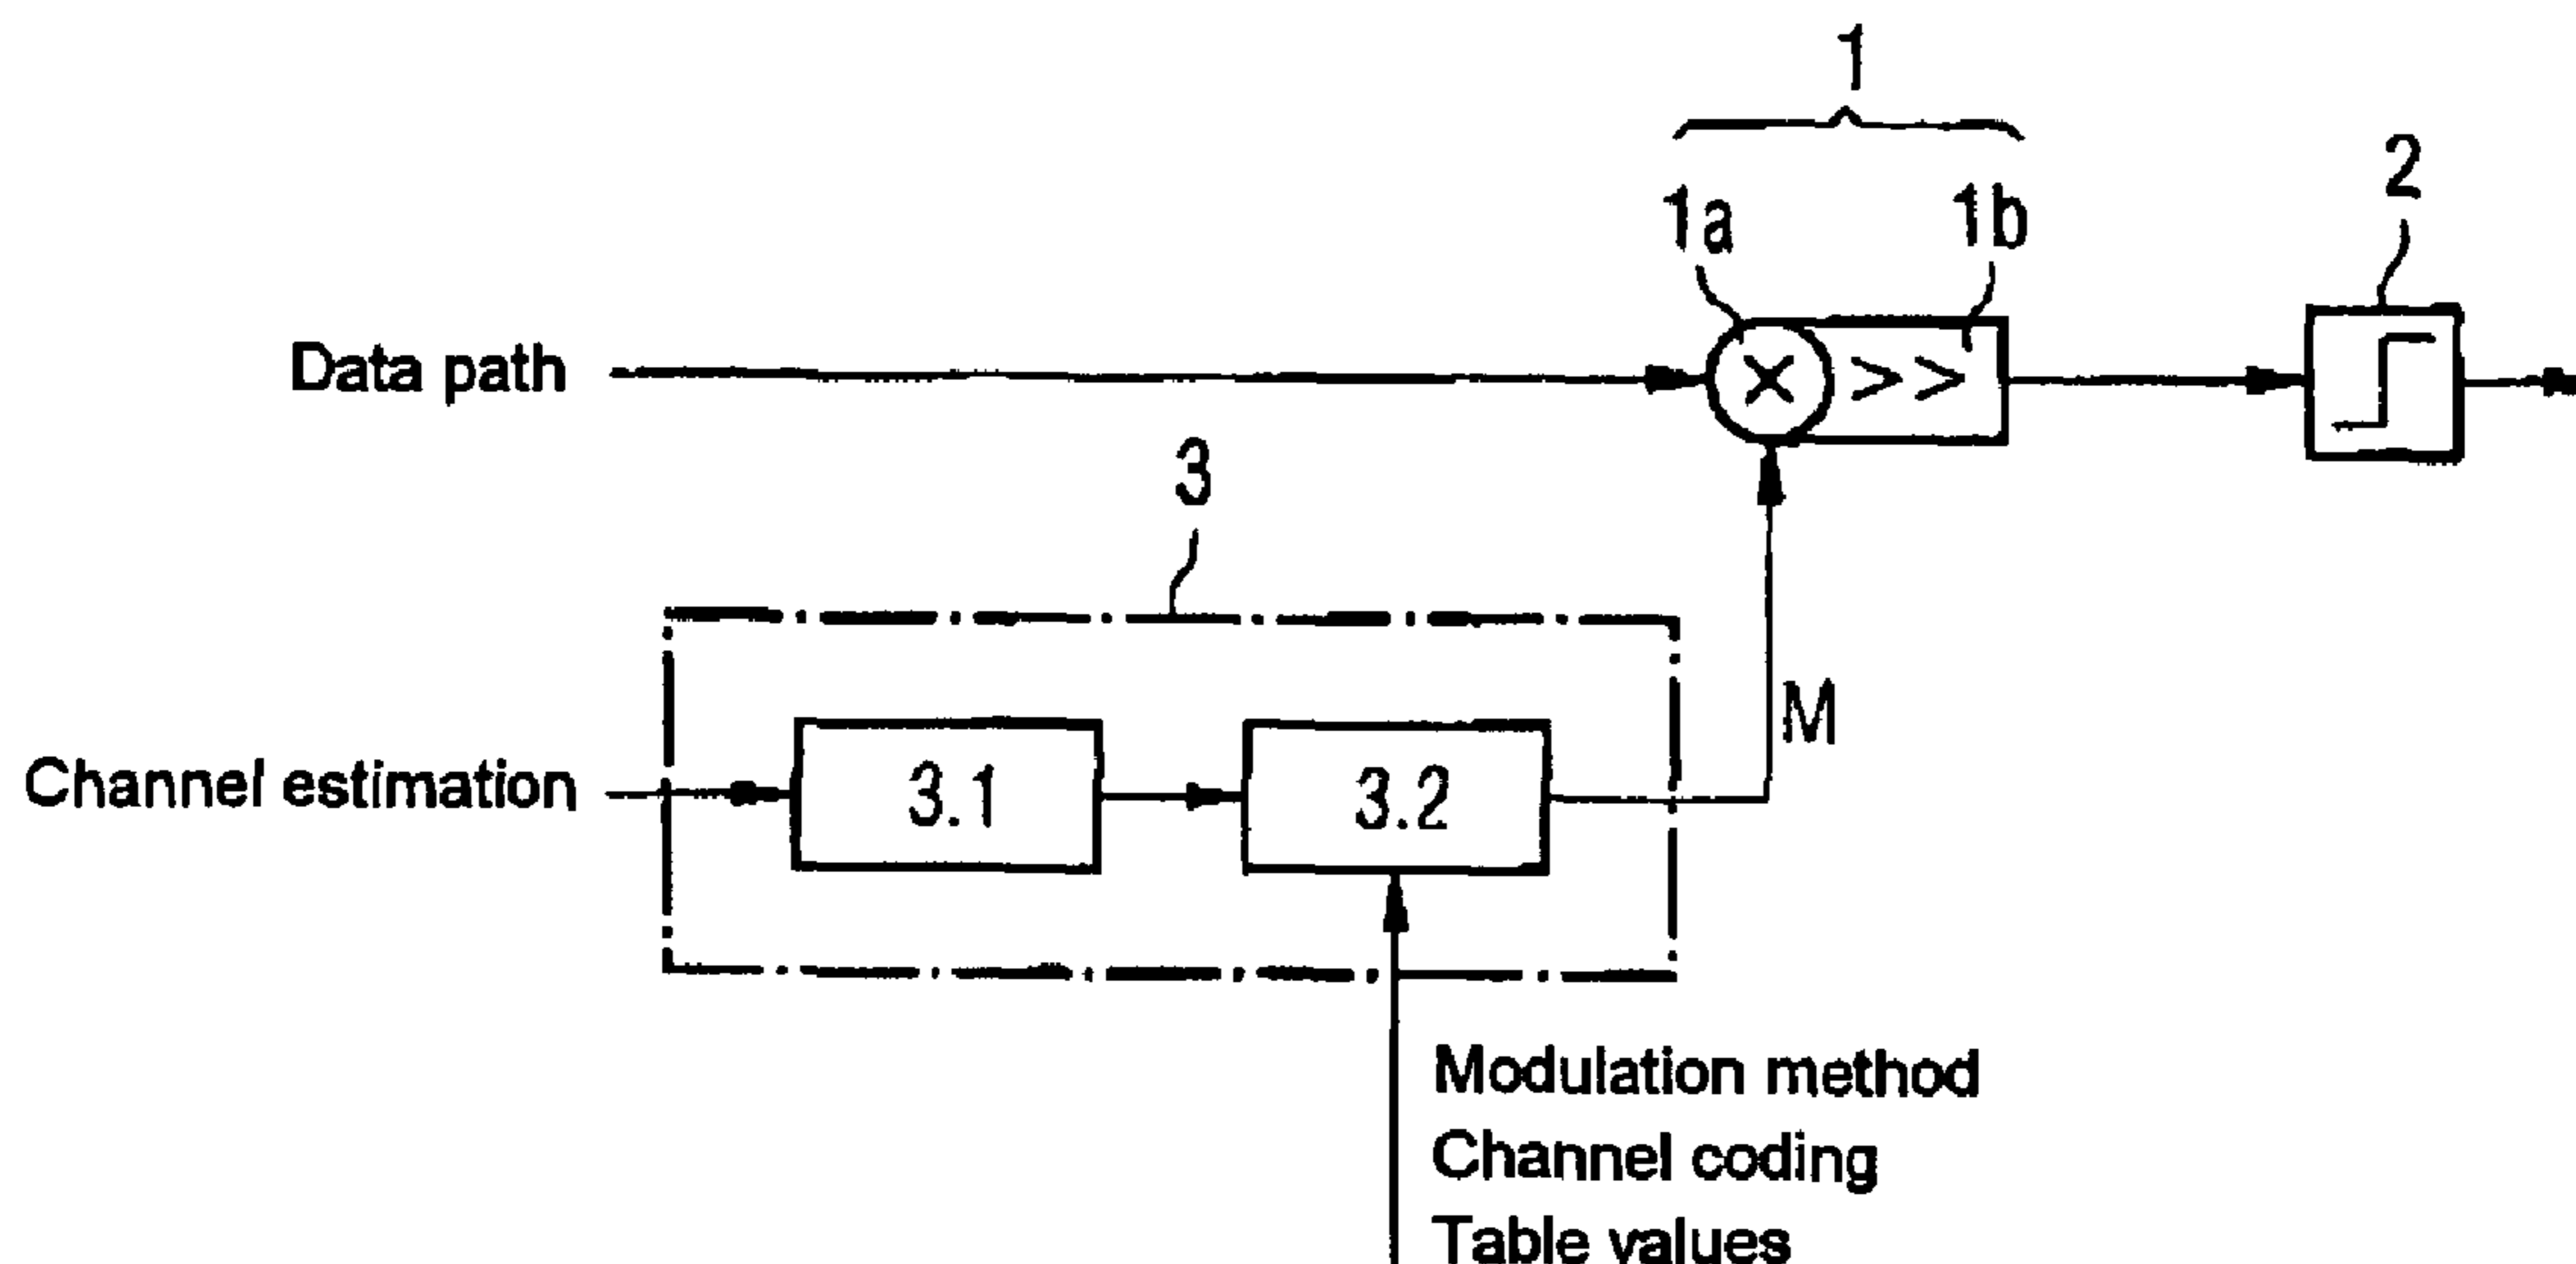 1
1a 1b 2
Data path × >>
3
M
Channel estimation 3.1 3.2
Modulation method
Channel coding
Table values